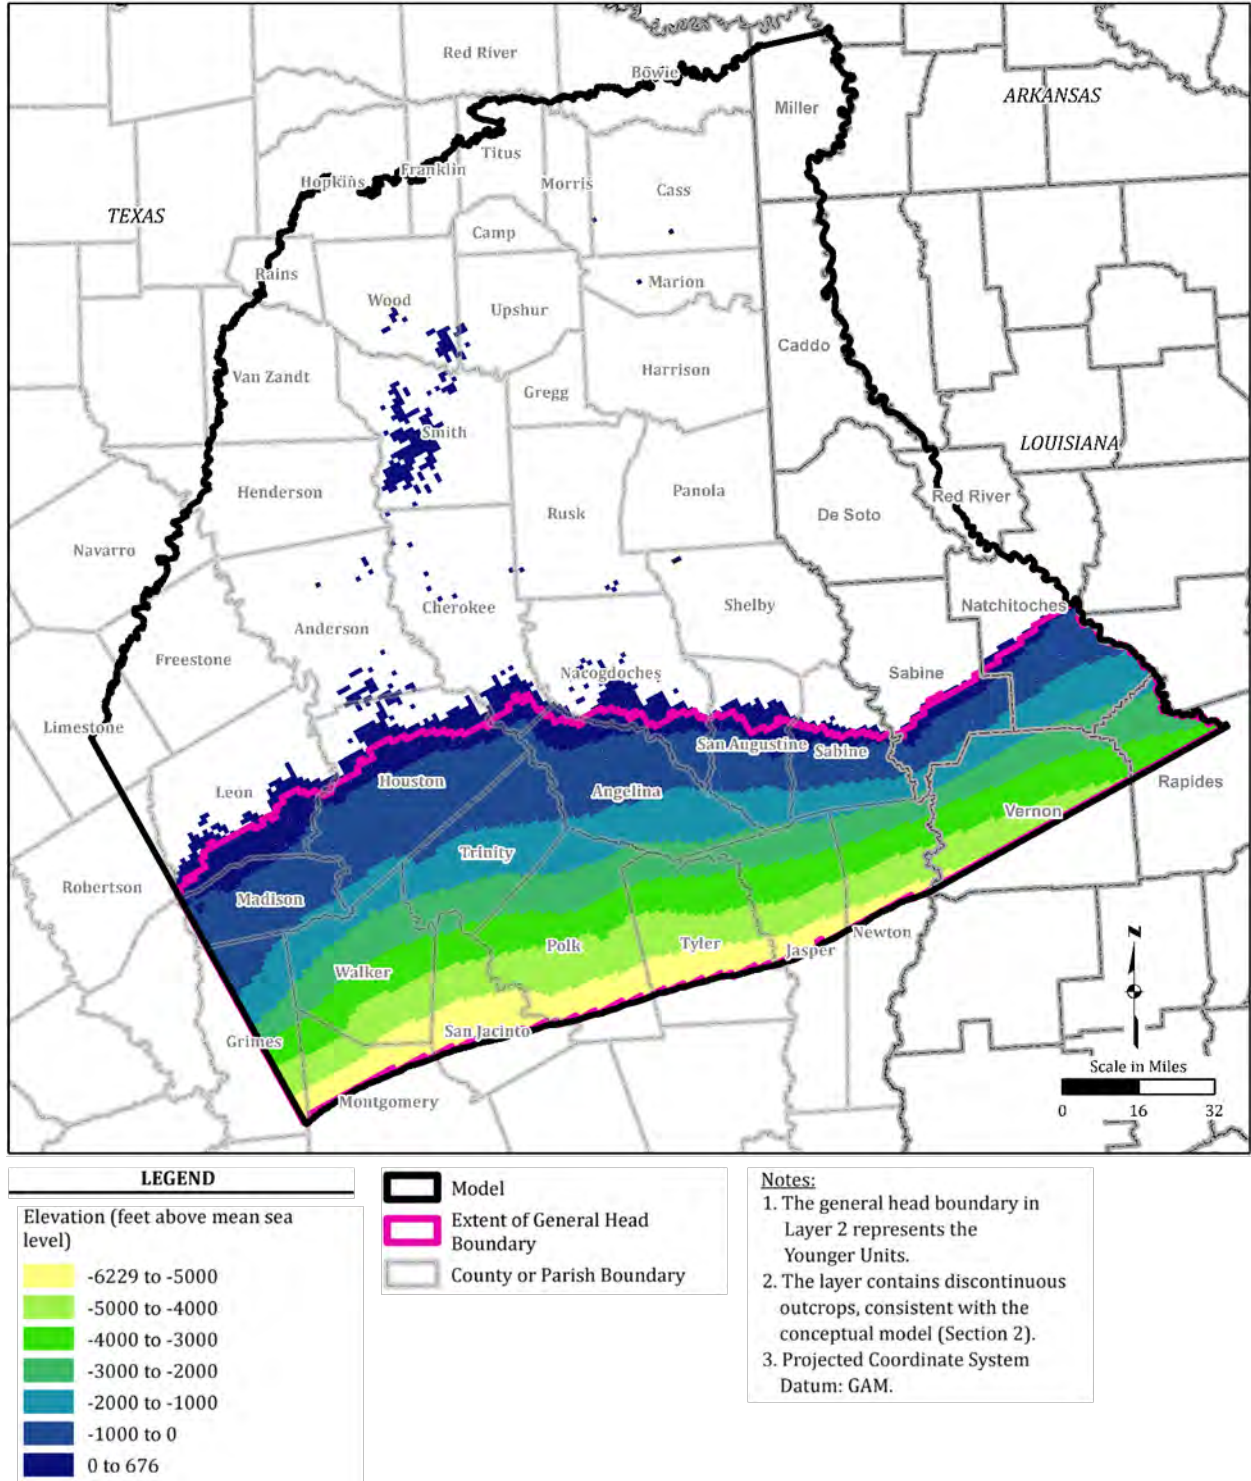 Red River
Bowie
ARKANSAS
Miller
Titus
Franklin
Hopkins
Morris
Cass
TEXAS
Camp
Rains
Marion
Wood
Upshur
Caddo
Harrison
Van Zandt
Gregg
Smith
LOUISIANA
Henderson
Panola
Red River
Rusk
De Soto
Navarro
Cherokee
Shelby
Natchitoches
Anderson
Freestone
Nacogdoches
Sabine
Limestone
San Augustine
Sabine
Houston
Leon
Angelina
Rapides
Vernon
Trinity
Robertson
Madison
Newton
Polk
Tyler
Jasper
Walker
N
San Jacinto
Grimes
Scale in Miles
Montgomery
0 16 32
LEGEND
Elevation (feet above mean sea
level)
-6229 to -5000
-5000 to -4000
-4000 to -3000
-3000 to -2000
-2000 to -1000
-1000 to 0
0 to 676
Model
Extent of General Head
Boundary
County or Parish Boundary
Notes:
1. The general head boundary in
Layer 2 represents the
Younger Units.
2. The layer contains discontinuous
outcrops, consistent with the
conceptual model (Section 2).
3. Projected Coordinate System
Datum: GAM.